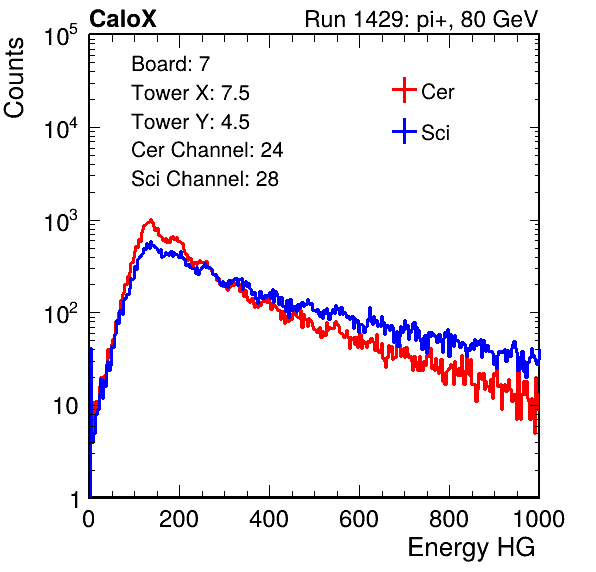 CaloX Run 1429: pi+, 80 GeV
Counts
10^5
10^4
10^3
10^2
10
1
Board: 7
Tower X: 7.5
Tower Y: 4.5
Cer Channel: 24
Sci Channel: 28
Cer
Sci
0 200 400 600 800 1000
Energy HG